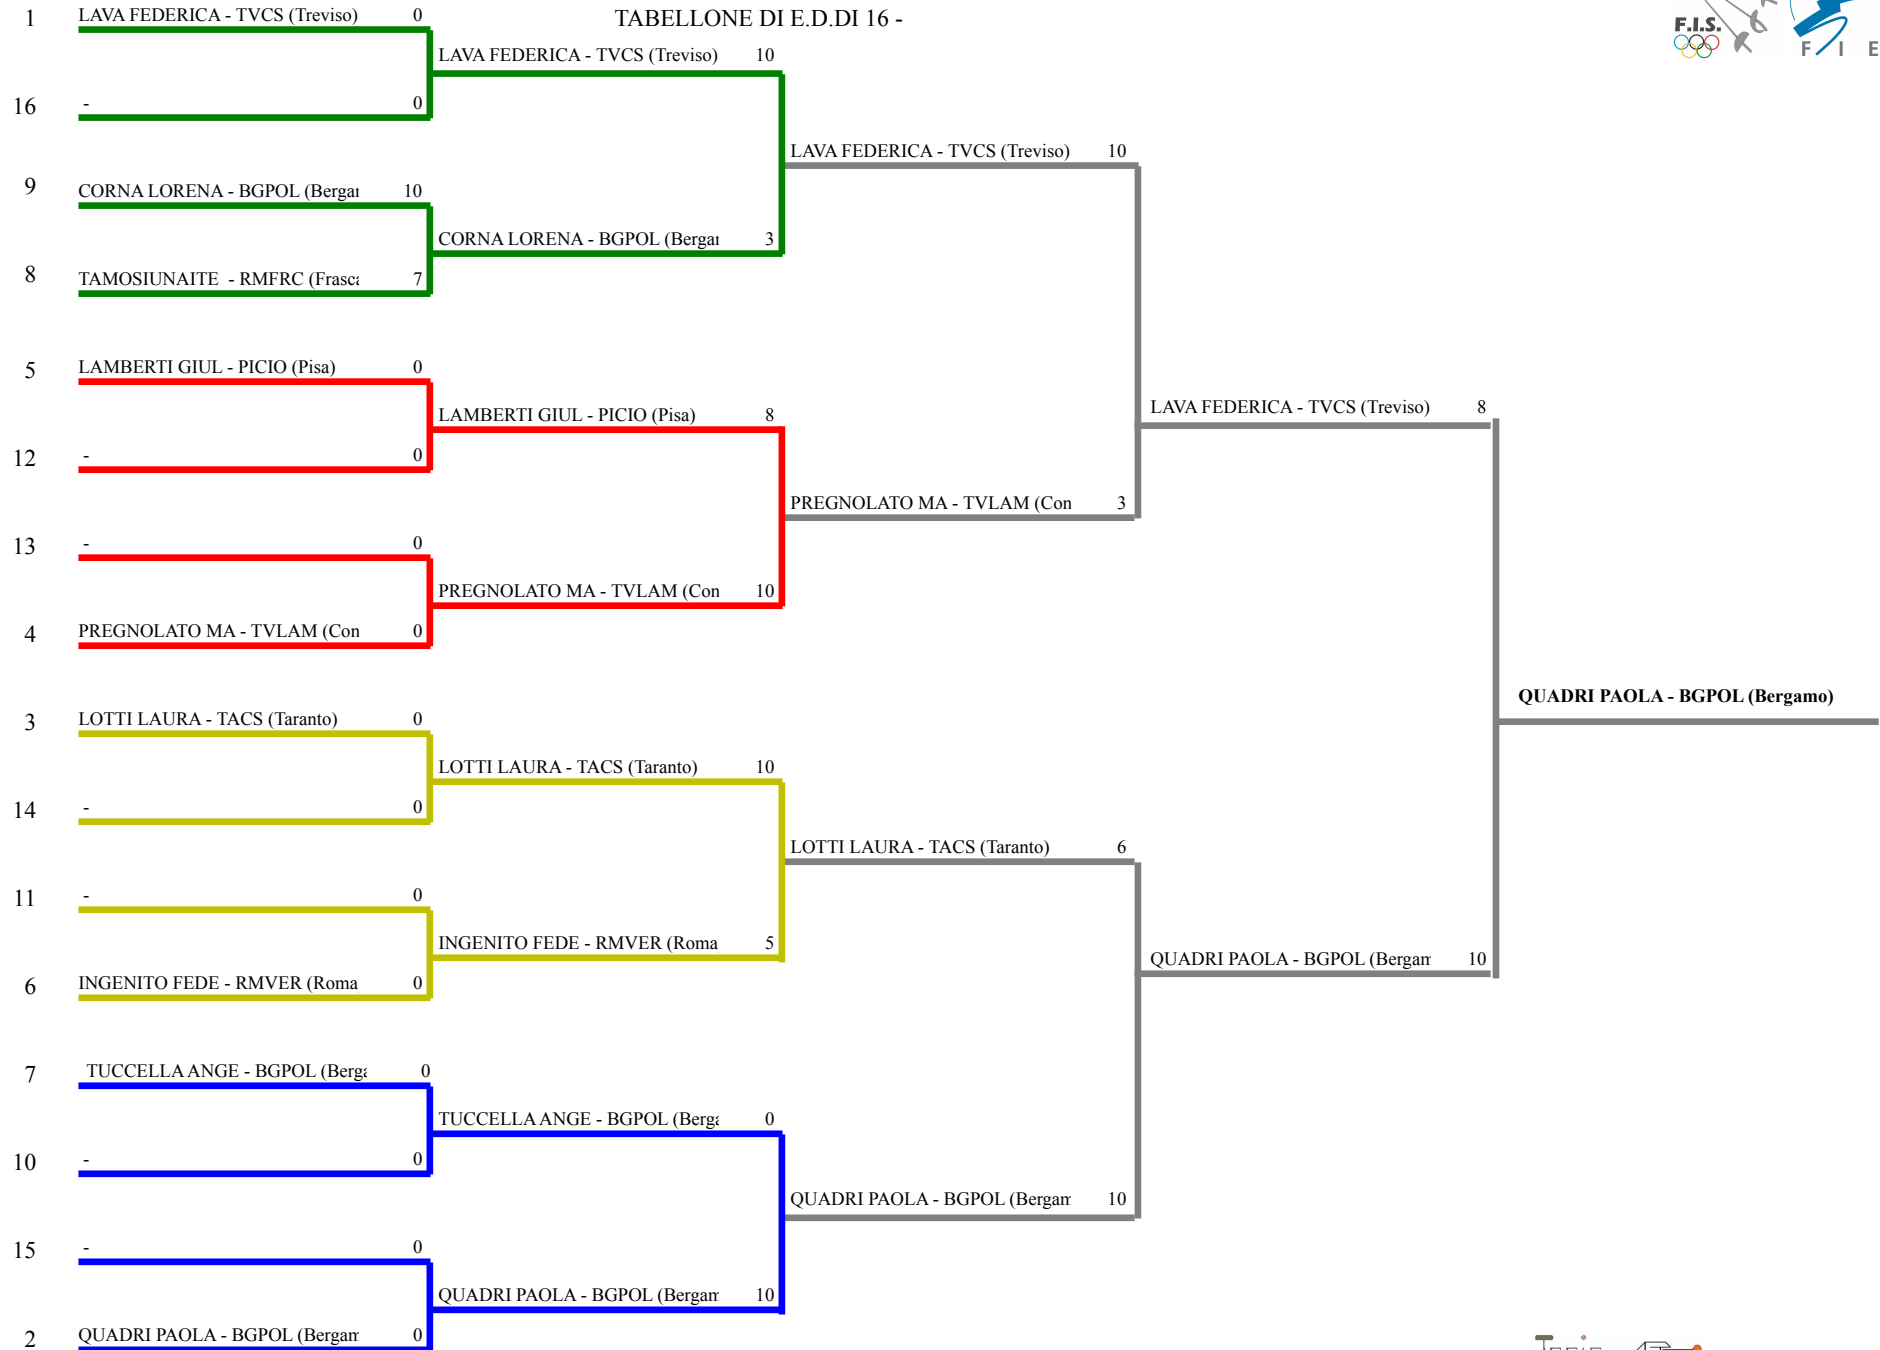 TABELLONE DI E.D.DI 16 -
F.I.S.
F I E
1 LAVA FEDERICA - TVCS (Treviso) 0
LAVA FEDERICA - TVCS (Treviso) 10
16 - 0
LAVA FEDERICA - TVCS (Treviso) 10
9 CORNA LORENA - BGPOL (Bergar 10
CORNA LORENA - BGPOL (Bergar 3
8 TAMOSIUNAITE - RMFRC (Frasca 7
5 LAMBERTI GIUL - PICIO (Pisa) 0
LAVA FEDERICA - TVCS (Treviso) 8
LAMBERTI GIUL - PICIO (Pisa) 8
12 - 0
PREGNOLATO MA - TVLAM (Con 3
13 - 0
PREGNOLATO MA - TVLAM (Con 10
4 PREGNOLATO MA - TVLAM (Con 0
QUADRI PAOLA - BGPOL (Bergamo)
3 LOTTI LAURA - TACS (Taranto) 0
LOTTI LAURA - TACS (Taranto) 10
14 - 0
LOTTI LAURA - TACS (Taranto) 6
11 - 0
INGENITO FEDE - RMVER (Roma 5
QUADRI PAOLA - BGPOL (Bergam 10
6 INGENITO FEDE - RMVER (Roma 0
7 TUCCELLA ANGE - BGPOL (Berga 0
TUCCELLA ANGE - BGPOL (Berga 0
10 - 0
QUADRI PAOLA - BGPOL (Bergam 10
15 - 0
QUADRI PAOLA - BGPOL (Bergam 10
2 QUADRI PAOLA - BGPOL (Bergam 0